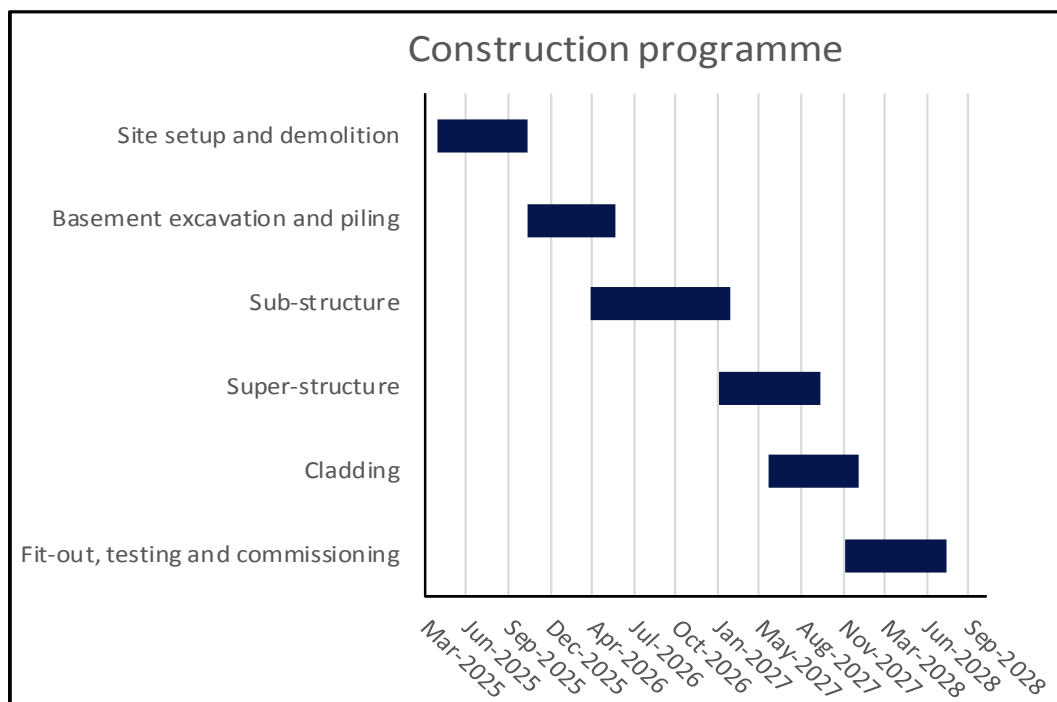 Construction programme
Site setup and demolition
Basement excavation and piling
Sub-structure
Super-structure
Cladding
Fit-out, testing and commissioning
Mar-2025
Jun-2025
Sep-2025
Dec-2025
Apr-2026
Jul-2026
Oct-2026
Jan-2027
May-2027
Aug-2027
Nov-2027
Mar-2028
Jun-2028
Sep-2028